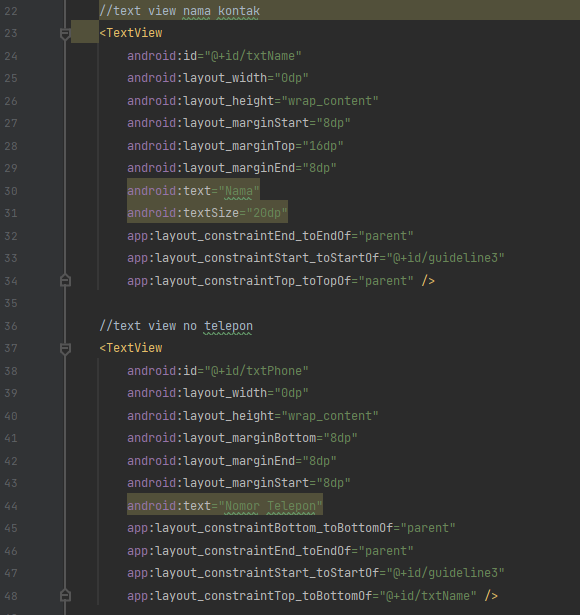 22 //text view nama kontak
23 <TextView
24 android:id="@+id/txtName"
25 android:layout_width="0dp"
26 android:layout_height="wrap_content"
27 android:layout_marginStart="8dp"
28 android:layout_marginTop="16dp"
29 android:layout_marginEnd="8dp"
30 android:text="Nama"
31 android:textSize="20dp"
32 app:layout_constraintEnd_toEndOf="parent"
33 app:layout_constraintStart_toStartOf="@+id/guideline3"
34 app:layout_constraintTop_toTopOf="parent" />
35
36 //text view no telepon
37 <TextView
38 android:id="@+id/txtPhone"
39 android:layout_width="0dp"
40 android:layout_height="wrap_content"
41 android:layout_marginBottom="8dp"
42 android:layout_marginEnd="8dp"
43 android:layout_marginStart="8dp"
44 android:text="Nomor Telepon"
45 app:layout_constraintBottom_toBottomOf="parent"
46 app:layout_constraintEnd_toEndOf="parent"
47 app:layout_constraintStart_toStartOf="@+id/guideline3"
48 app:layout_constraintTop_toBottomOf="@+id/txtName" />